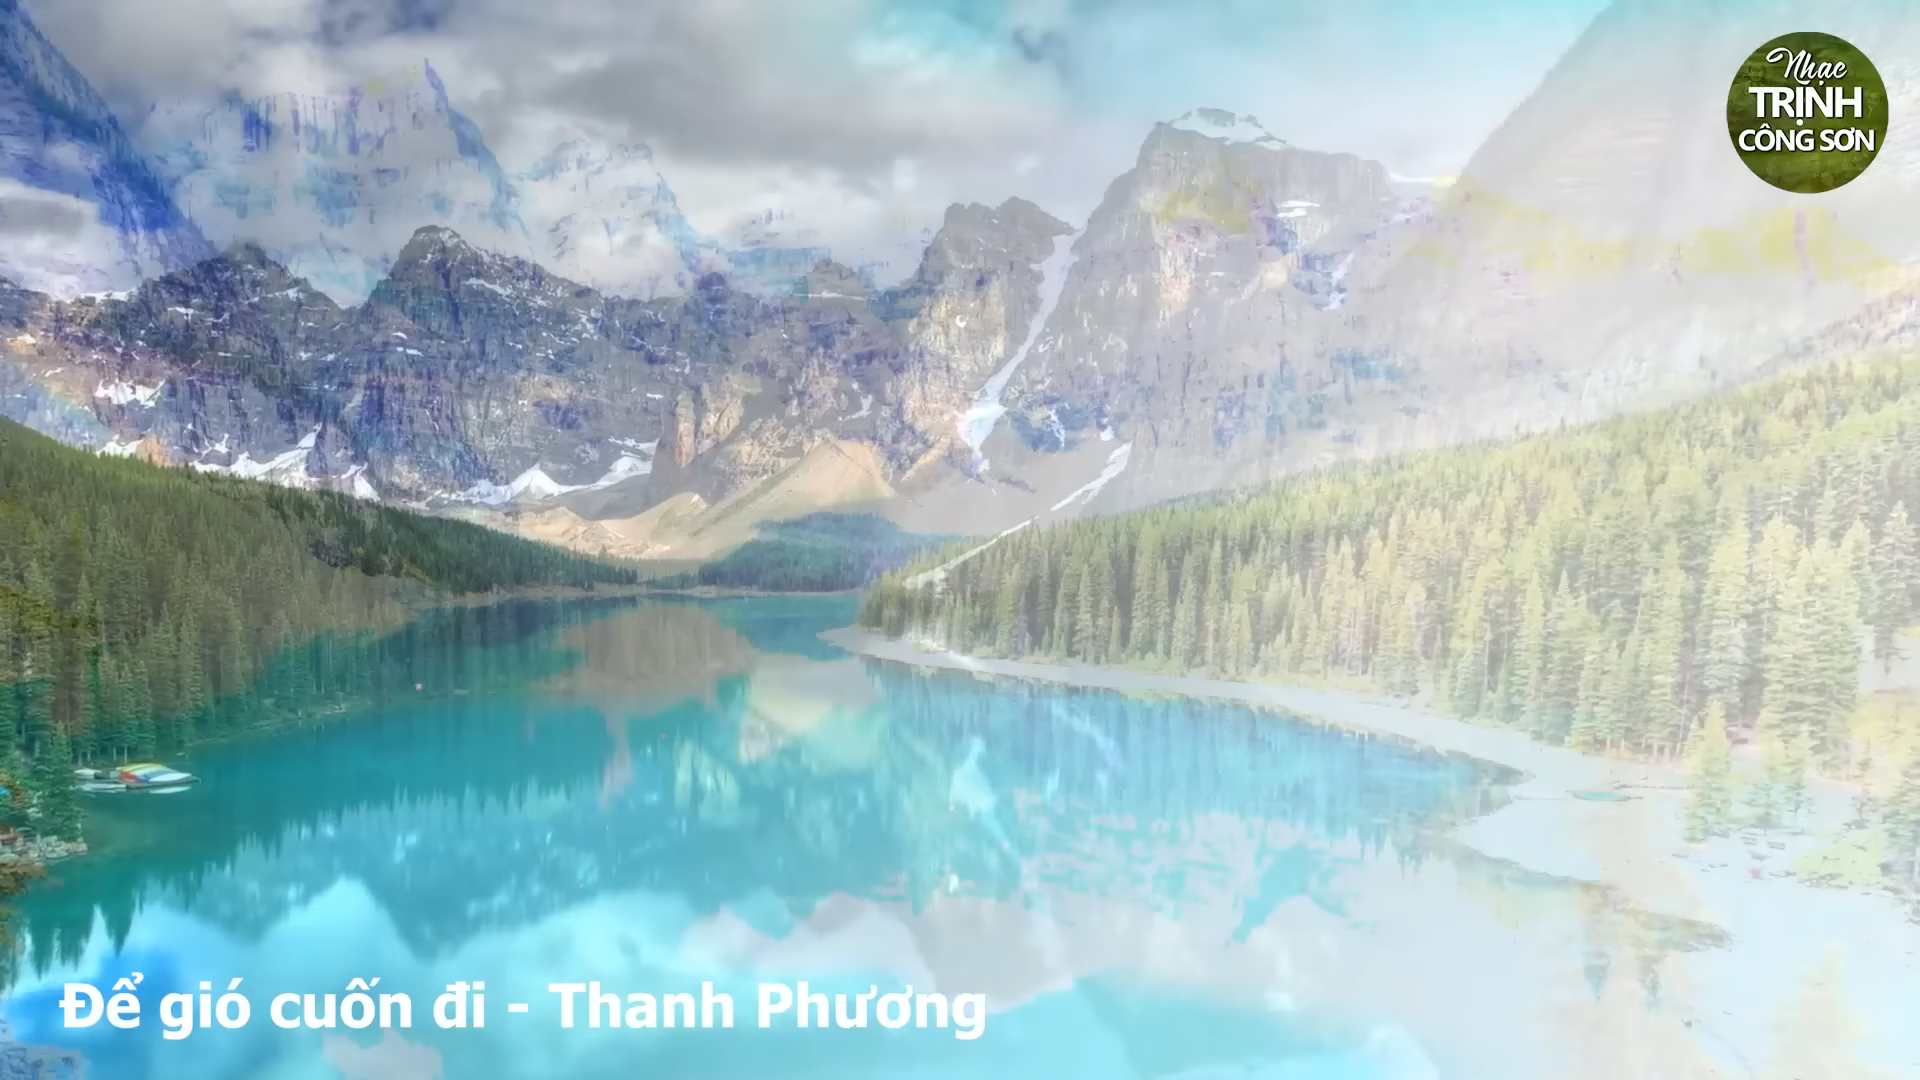 Nhạc
TRỊNH
CÔNG SƠN
Để gió cuốn đi - Thanh Phương